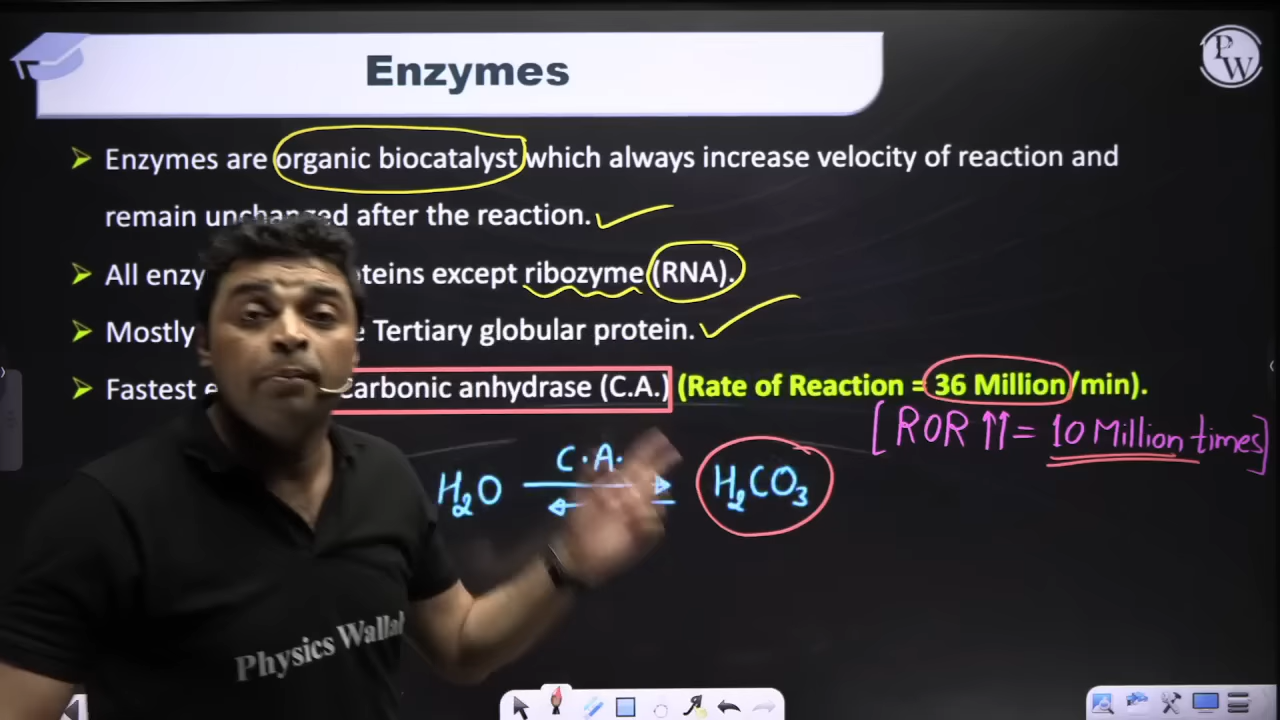 Enzymes
PW
Enzymes are organic biocatalyst which always increase velocity of reaction and
remain unchanged after the reaction.
All enzy teins except ribozyme (RNA).
Mostly Tertiary globular protein.
Fastest Carbonic anhydrase (C.A.) (Rate of Reaction = 36 Million/min).
[ROR ↑↑ = 10 Million times]
C.A.
H₂O ⇌ H₂CO₃
Physics Wallah